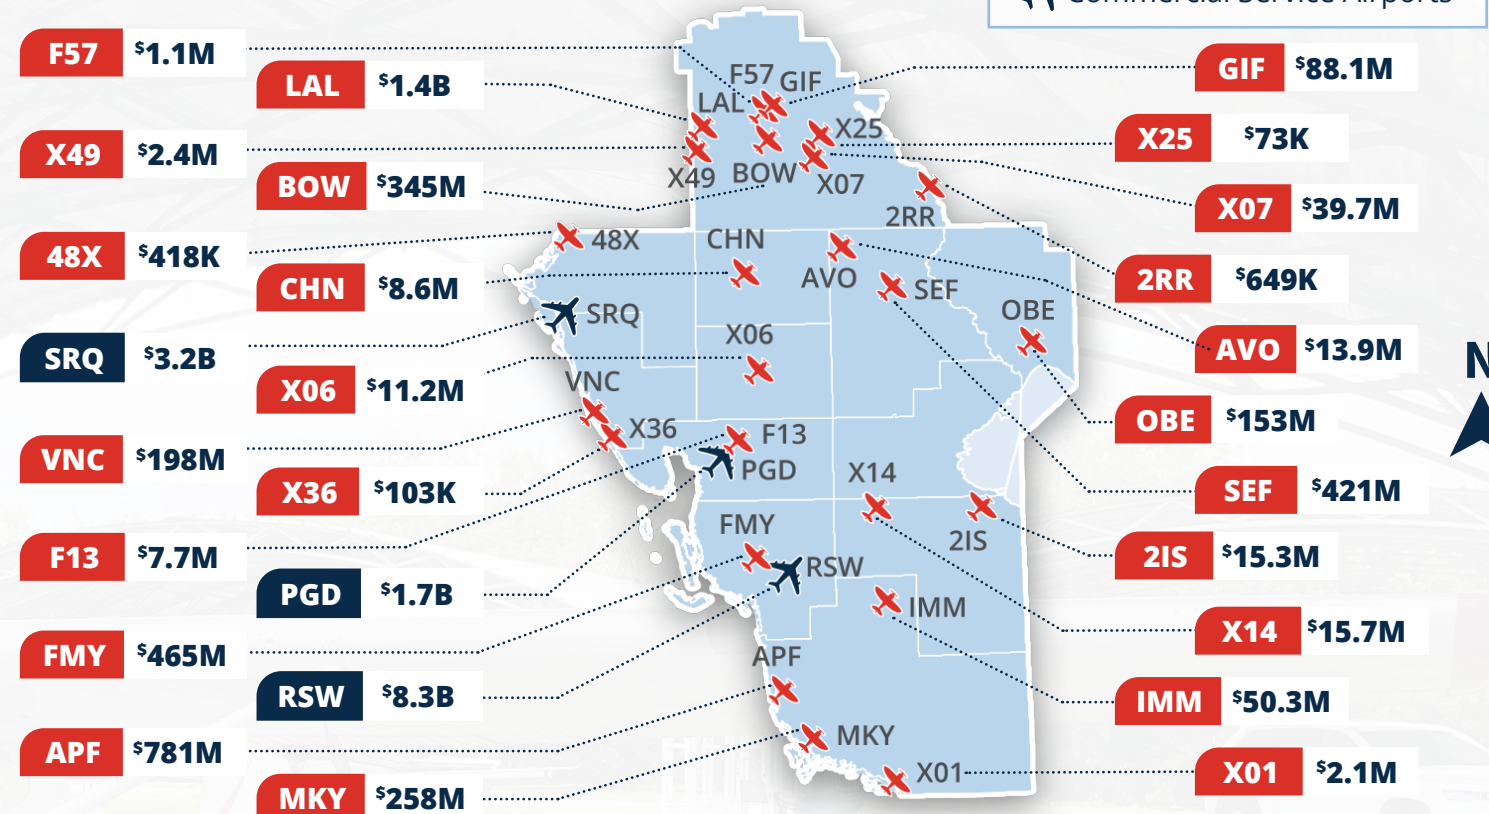 Commercial Service Airports
F57 $1.1M
LAL $1.4B
X49 $2.4M
BOW $345M
48X $418K
CHN $8.6M
SRQ $3.2B
X06 $11.2M
VNC $198M
X36 $103K
F13 $7.7M
PGD $1.7B
FMY $465M
RSW $8.3B
APF $781M
MKY $258M
F57
GIF
LAL
X25
X49
BOW
X07
2RR
48X
CHN
AVO
SEF
SRQ
OBE
X06
VNC
X36
F13
PGD
X14
FMY
2IS
RSW
IMM
APF
MKY
X01
GIF $88.1M
X25 $73K
X07 $39.7M
2RR $649K
AVO $13.9M
OBE $153M
SEF $421M
2IS $15.3M
X14 $15.7M
IMM $50.3M
X01 $2.1M
N